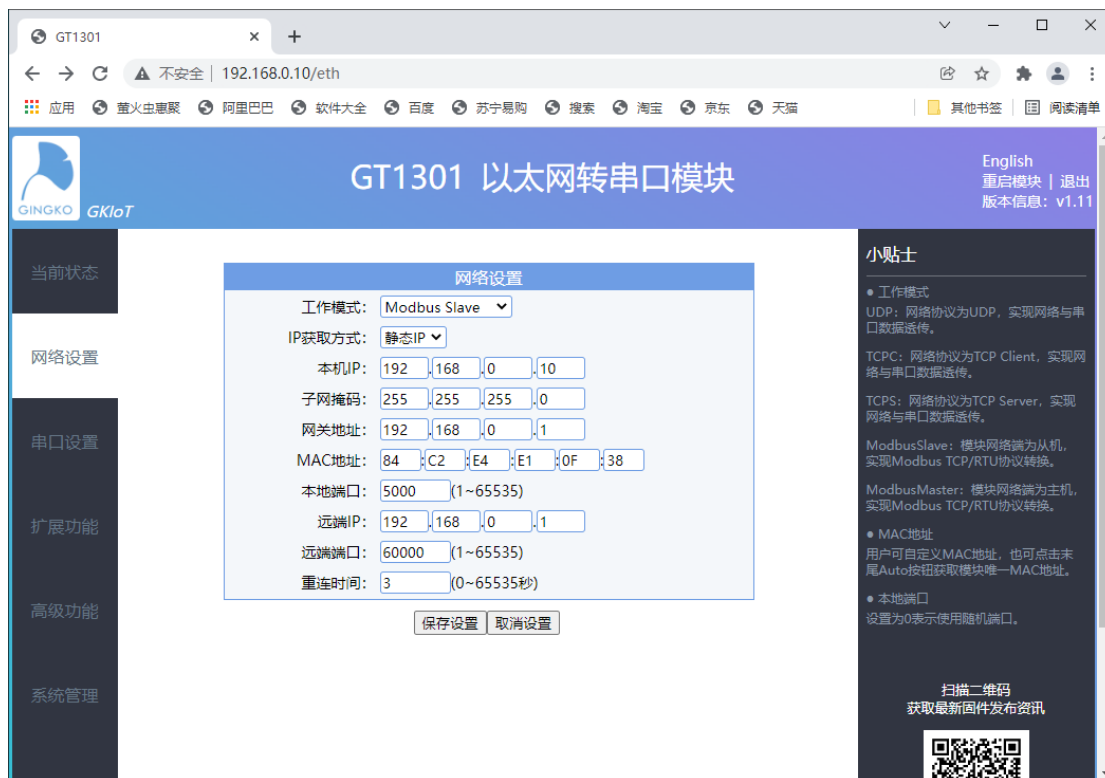 GT1301
不安全 | 192.168.0.10/eth
应用 萤火虫惠聚 阿里巴巴 软件大全 百度 苏宁易购 搜索 淘宝 京东 天猫 其他书签 阅读清单
GINGKO GKIoT
GT1301 以太网转串口模块
English
重启模块 | 退出
版本信息：v1.11
当前状态
网络设置
串口设置
扩展功能
高级功能
系统管理
网络设置
工作模式： Modbus Slave
IP获取方式： 静态IP
本机IP： 192 .168 .0 .10
子网掩码： 255 .255 .255 .0
网关地址： 192 .168 .0 .1
MAC地址： 84 :C2 :E4 :E1 :0F :38
本地端口： 5000 (1~65535)
远端IP： 192 .168 .0 .1
远端端口： 60000 (1~65535)
重连时间： 3 (0~65535秒)
保存设置 取消设置
小贴士
● 工作模式
UDP：网络协议为UDP，实现网络与串
口数据透传。
TCPC：网络协议为TCP Client，实现网
络与串口数据透传。
TCPS：网络协议为TCP Server，实现
网络与串口数据透传。
ModbusSlave：模块网络端为从机，
实现Modbus TCP/RTU协议转换。
ModbusMaster：模块网络端为主机，
实现Modbus TCP/RTU协议转换。
● MAC地址
用户可自定义MAC地址，也可点击末
尾Auto按钮获取模块唯一MAC地址。
● 本地端口
设置为0表示使用随机端口。
扫描二维码
获取最新固件发布资讯